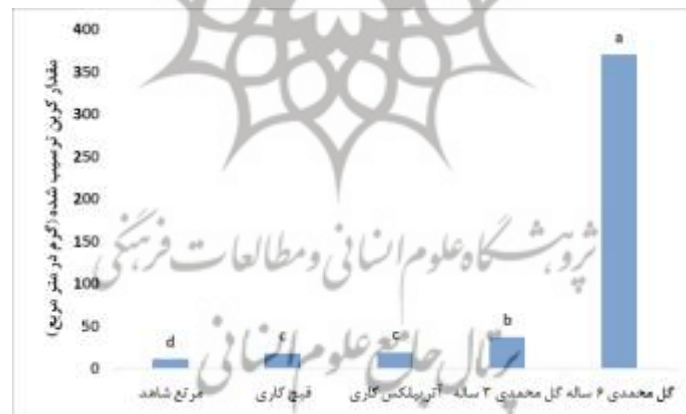 مقدار کربن ترسیب شده (گرم در متر مربع)
400
350
300
250
200
150
100
50
0
a
b
c
c
d
پژوهشگاه علوم انسانی و مطالعات فرهنگی
پرتال جامع علوم انسانی
گل محمدی ۶ ساله گل محمدی ۳ ساله آتریپلکس کاری قیچ کاری مرتع شاهد